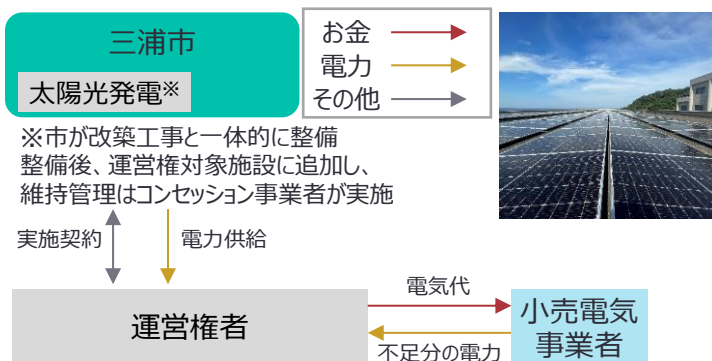 三浦市
太陽光発電※
お金
電力
その他
※市が改築工事と一体的に整備
整備後、運営権対象施設に追加し、
維持管理はコンセッション事業者が実施
実施契約
電力供給
運営権者
電気代
不足分の電力
小売電気
事業者